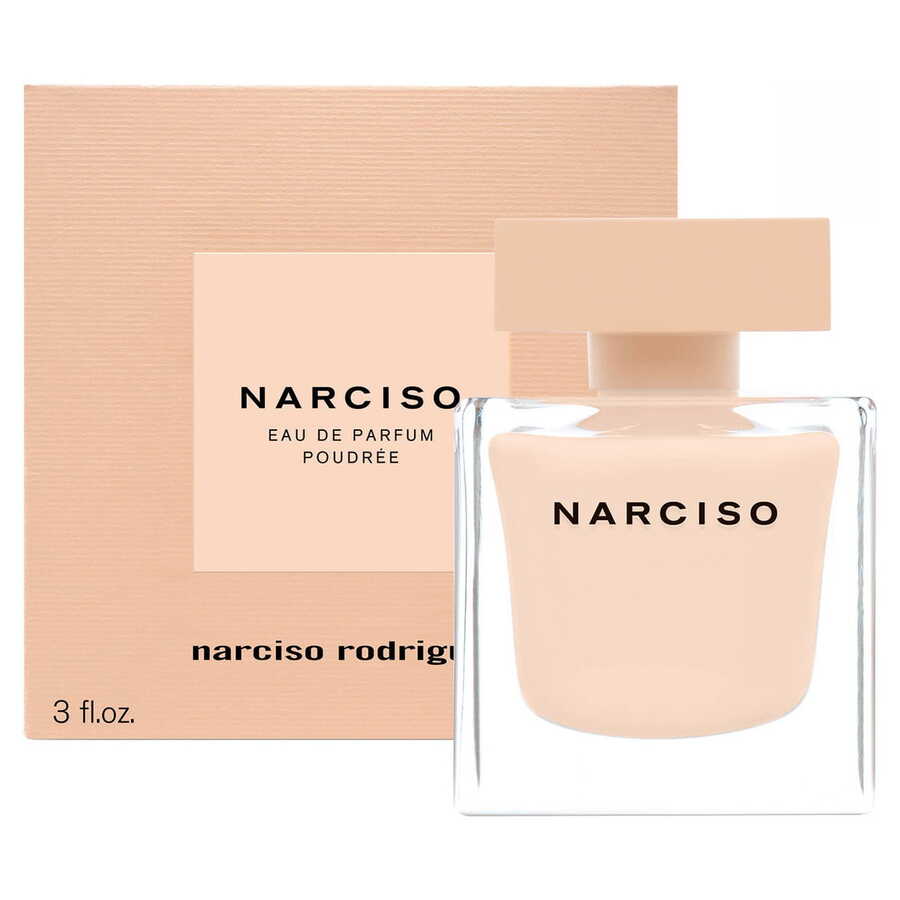 NARCISO
EAU DE PARFUM
POUDRÉE
narciso rodrigu
3 fl.oz.
NARCISO